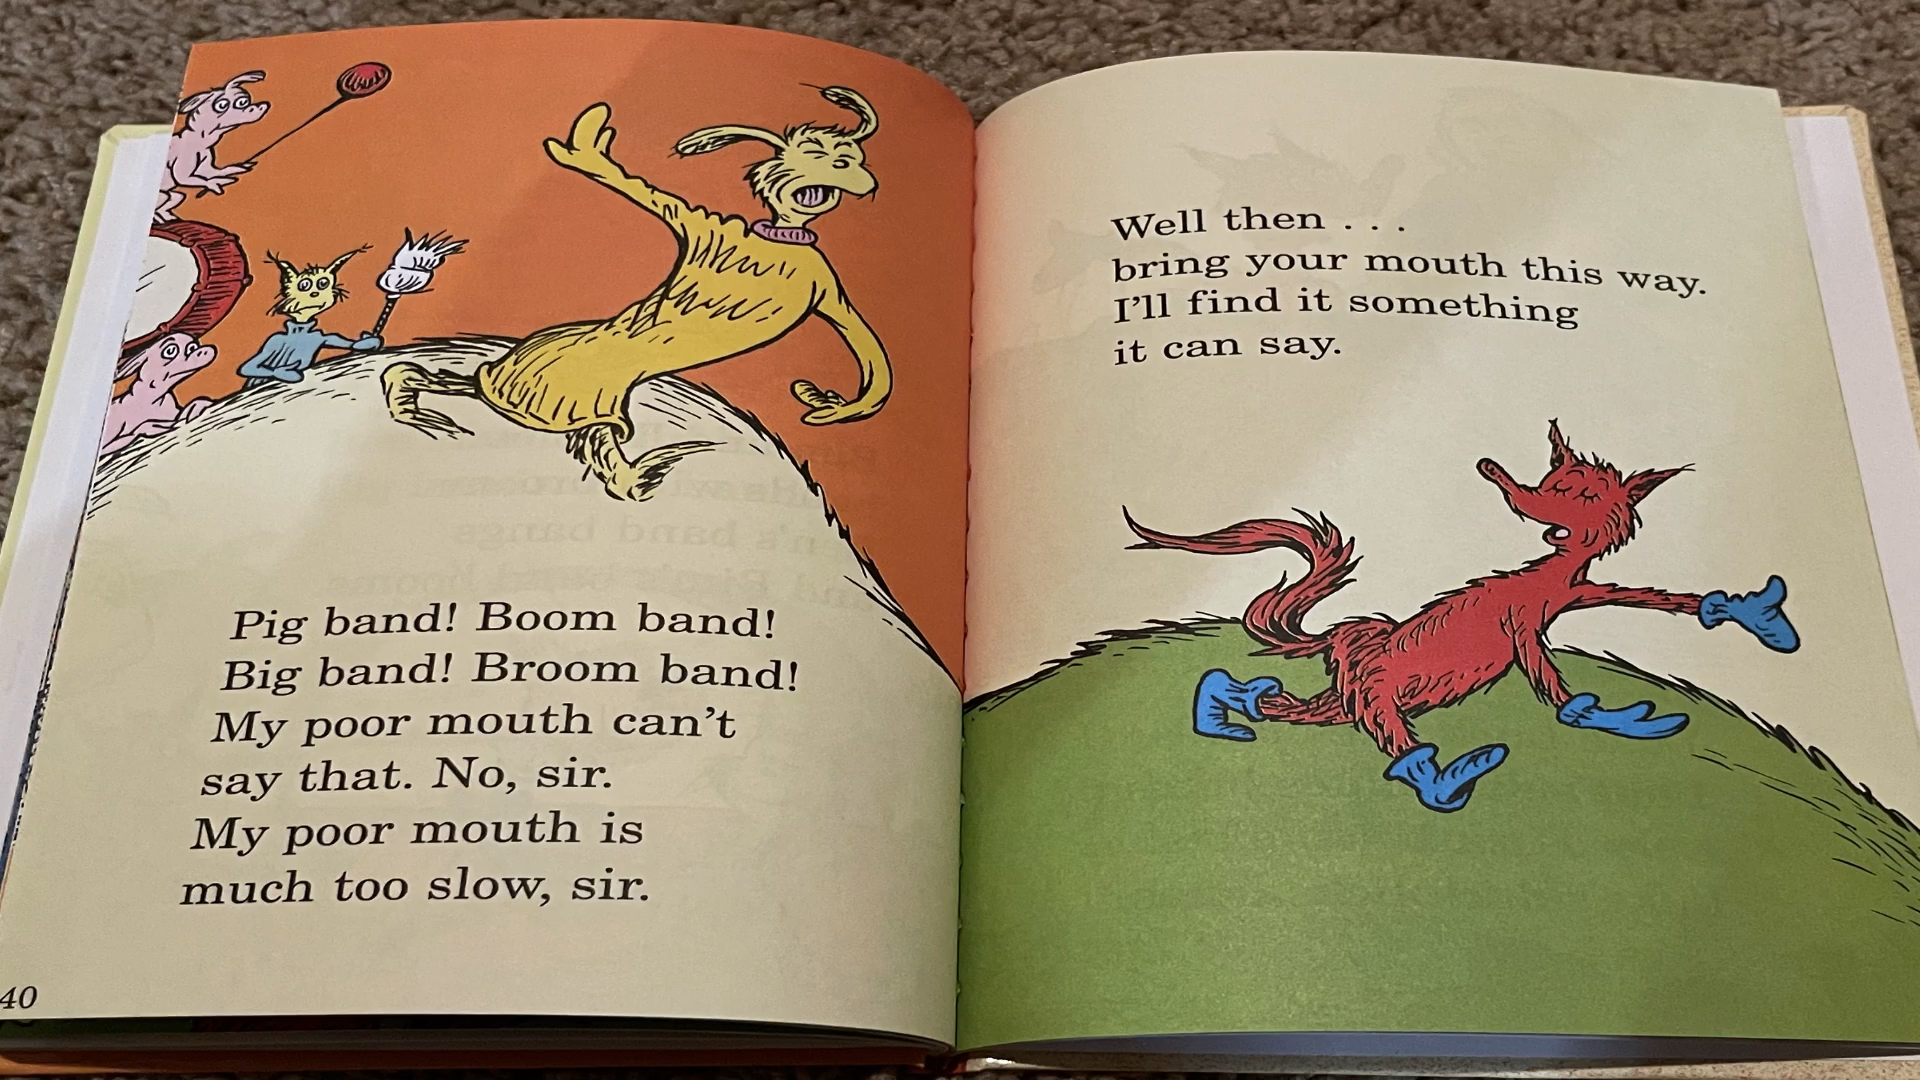 Pig band! Boom band!
Big band! Broom band!
My poor mouth can't
say that. No, sir.
My poor mouth is
much too slow, sir.
40
Well then . . .
bring your mouth this way.
I'll find it something
it can say.